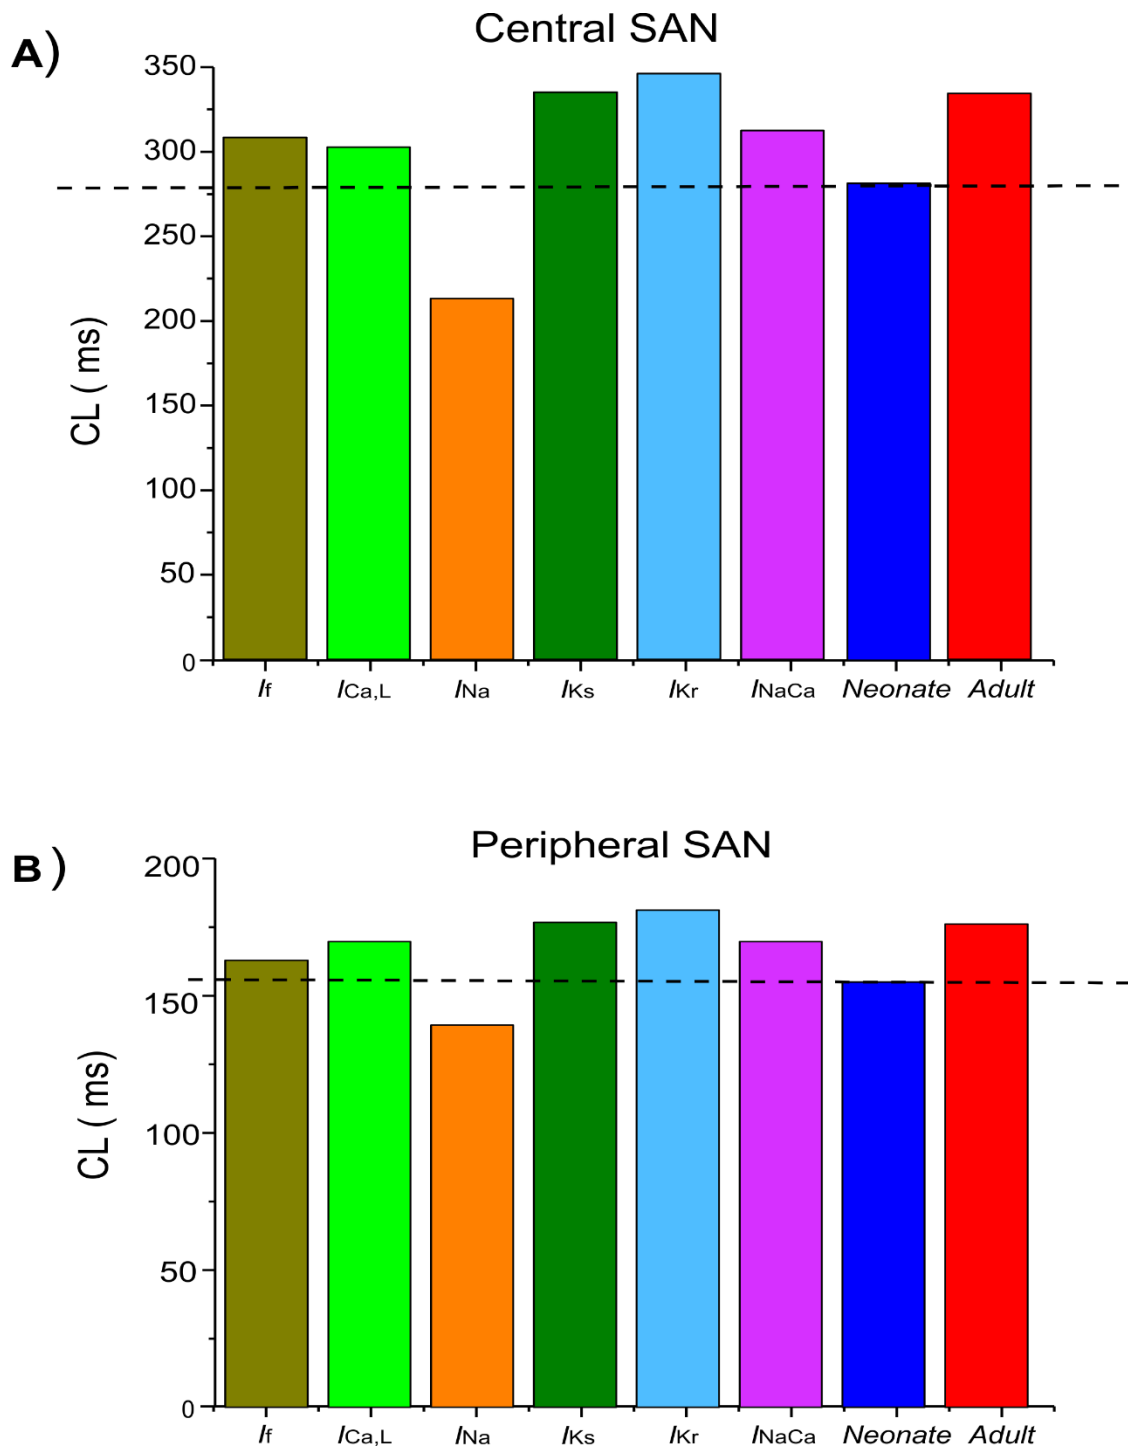 A)
Central SAN
350
300
250
200
150
100
50
0
CL ( ms)
If ICa,L INa IKs IKr INaCa Neonate Adult
B )
Peripheral SAN
200
150
100
50
0
CL ( ms)
If ICa,L INa IKs IKr INaCa Neonate Adult